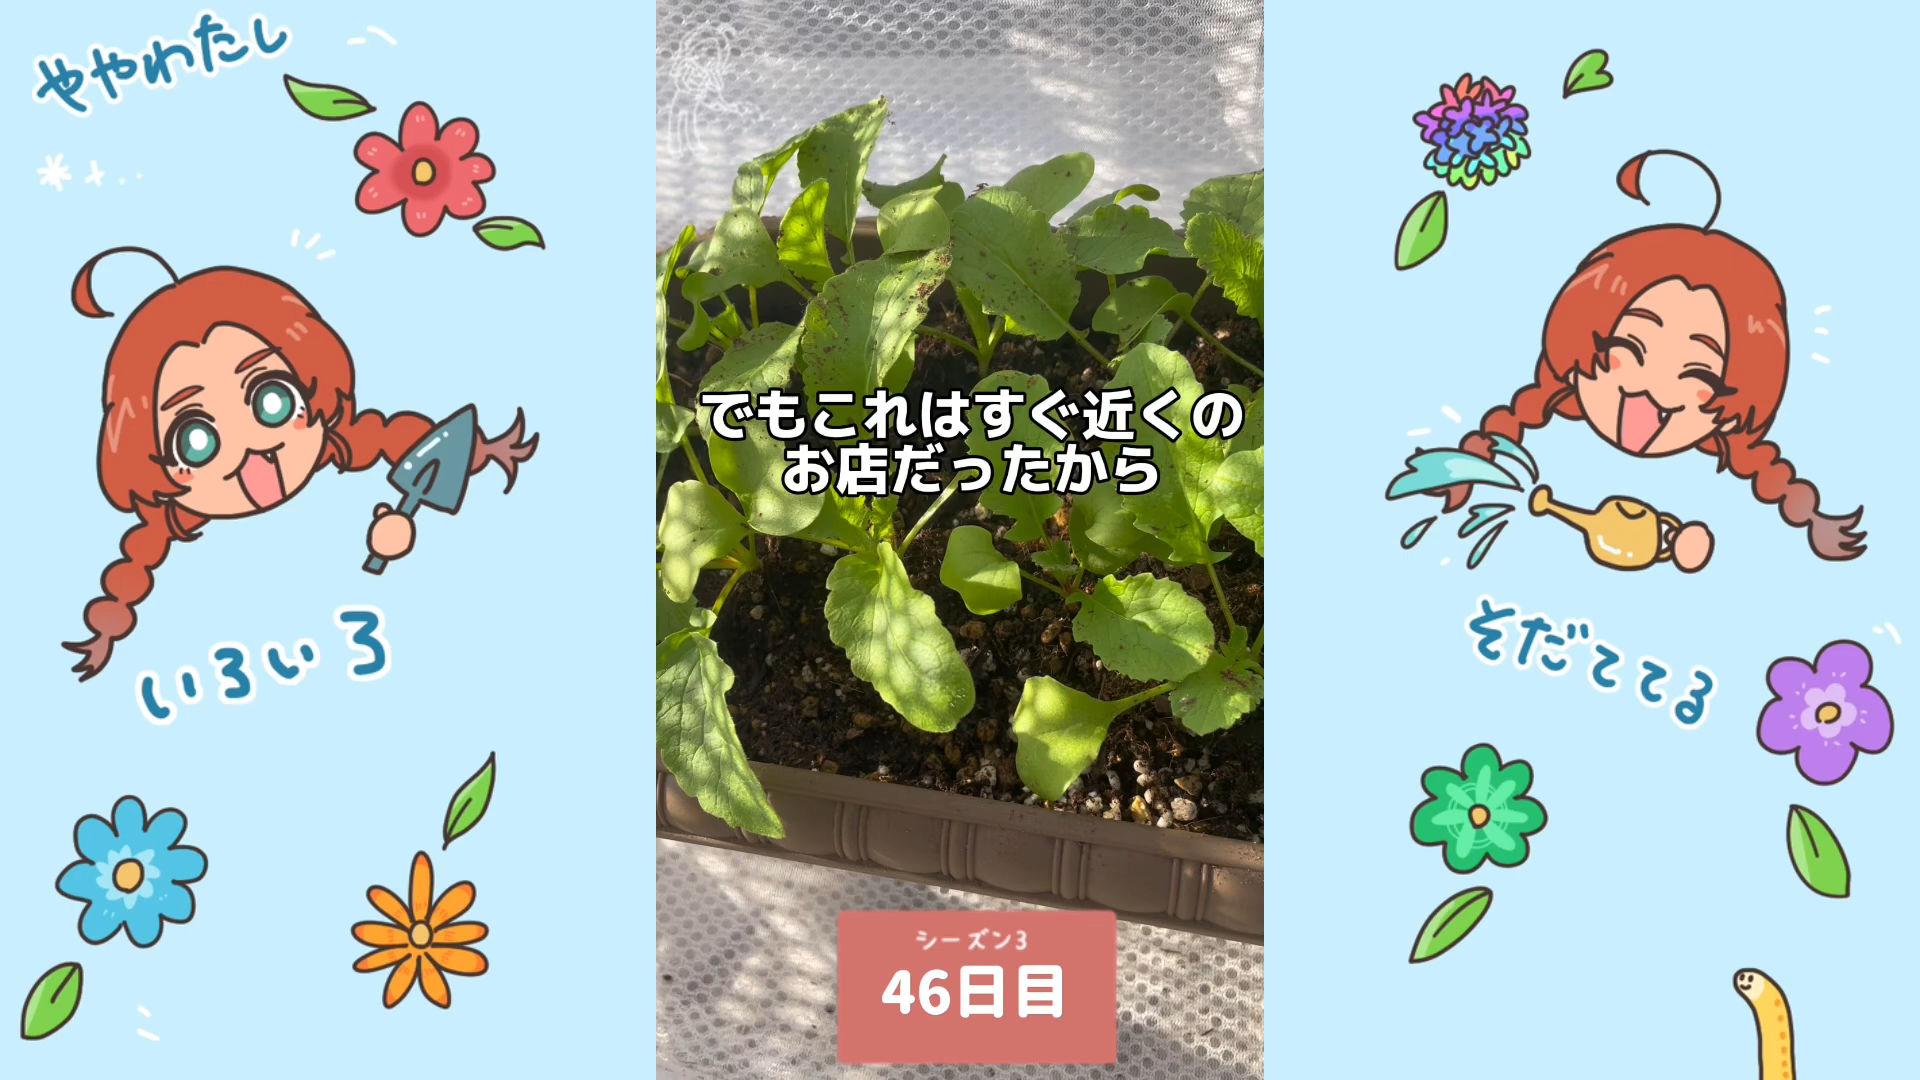 ややわたし
いろいろ
でもこれはすぐ近くの
お店だったから
シーズン3
46日目
そだててる